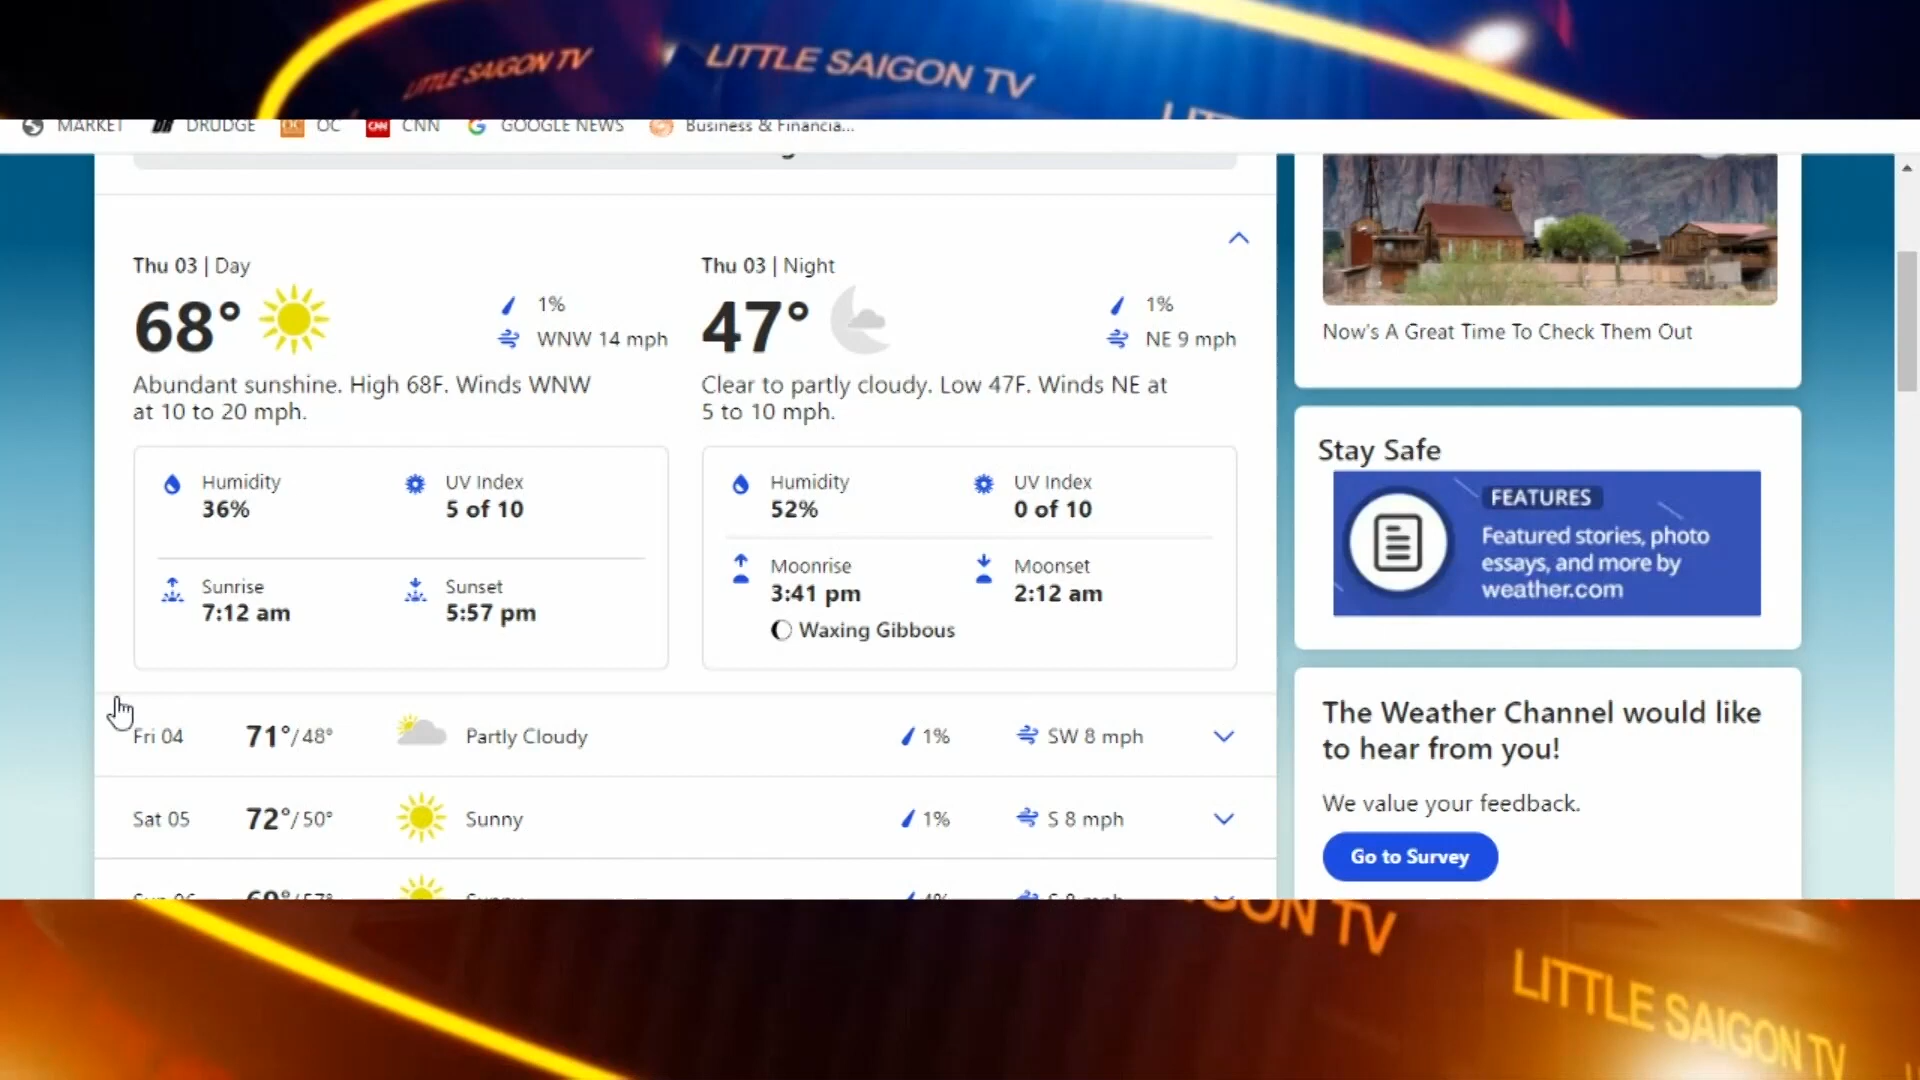 LITTLE SAIGON TV
LITTLE SAIGON TV
MARKET DRUDGE OC CNN GOOGLE NEWS Business & Financia...
Thu 03 | Day
68°
1%
WNW 14 mph
Abundant sunshine. High 68F. Winds WNW
at 10 to 20 mph.
Humidity
36%
UV Index
5 of 10
Sunrise
7:12 am
Sunset
5:57 pm
Thu 03 | Night
47°
1%
NE 9 mph
Clear to partly cloudy. Low 47F. Winds NE at
5 to 10 mph.
Humidity
52%
UV Index
0 of 10
Moonrise
3:41 pm
Moonset
2:12 am
Waxing Gibbous
Fri 04 71°/48° Partly Cloudy 1% SW 8 mph
Sat 05 72°/50° Sunny 1% S 8 mph
Now's A Great Time To Check Them Out
Stay Safe
FEATURES
Featured stories, photo
essays, and more by
weather.com
The Weather Channel would like
to hear from you!
We value your feedback.
Go to Survey
SAIGON TV
LITTLE SAIGON TV